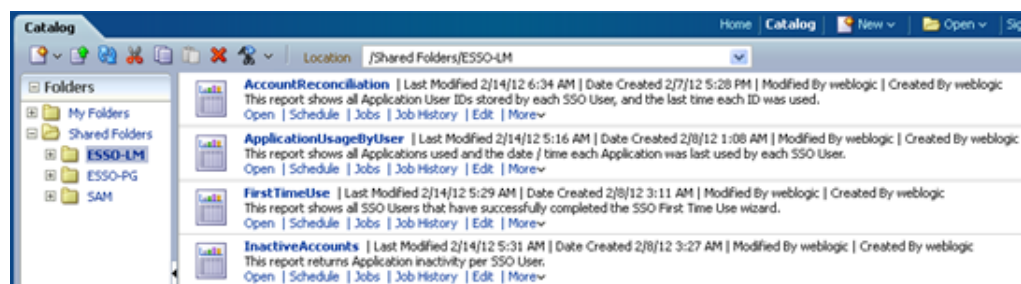 Catalog
Home | Catalog | New | Open | Sig
Location /Shared Folders/ESSO-LM
Folders
My Folders
Shared Folders
ESSO-LM
ESSO-PG
SAM
AccountReconciliation | Last Modified 2/14/12 6:34 AM | Date Created 2/7/12 5:28 PM | Modified By weblogic | Created By weblogic
This report shows all Application User IDs stored by each SSO User, and the last time each ID was used.
Open | Schedule | Jobs | Job History | Edit | More
ApplicationUsageByUser | Last Modified 2/14/12 5:16 AM | Date Created 2/8/12 1:08 AM | Modified By weblogic | Created By weblogic
This report shows all Applications used and the date / time each Application was last used by each SSO User.
Open | Schedule | Jobs | Job History | Edit | More
FirstTimeUse | Last Modified 2/14/12 5:29 AM | Date Created 2/8/12 3:11 AM | Modified By weblogic | Created By weblogic
This report shows all SSO Users that have successfully completed the SSO First Time Use wizard.
Open | Schedule | Jobs | Job History | Edit | More
InactiveAccounts | Last Modified 2/14/12 5:31 AM | Date Created 2/8/12 3:27 AM | Modified By weblogic | Created By weblogic
This report returns Application inactivity per SSO User.
Open | Schedule | Jobs | Job History | Edit | More